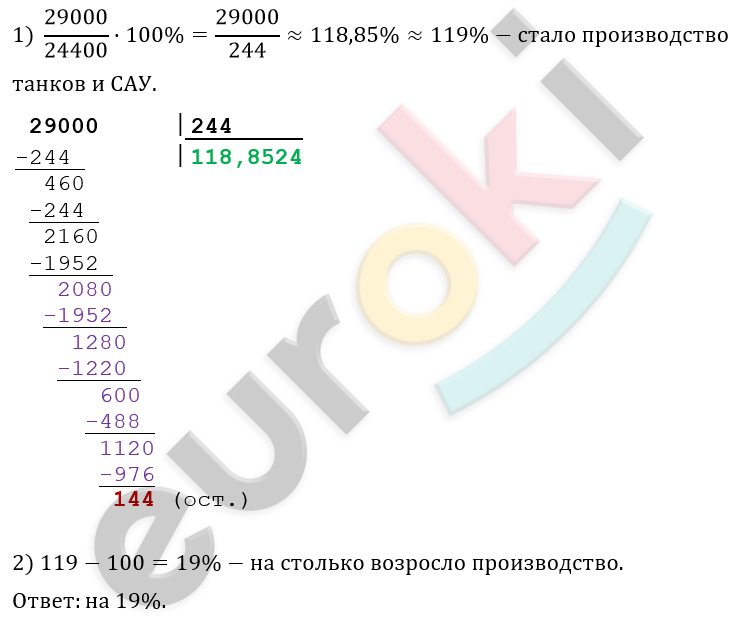 1) 29000/24400 · 100% = 29000/244 ≈ 118,85% ≈ 119% − стало производство
танков и САУ.
29000 | 244
−244 | 118,8524
460
−244
2160
−1952
2080
−1952
1280
−1220
600
−488
1120
−976
144 (ост.)
2) 119 − 100 = 19% − на столько возросло производство.
Ответ: на 19%.
euroki